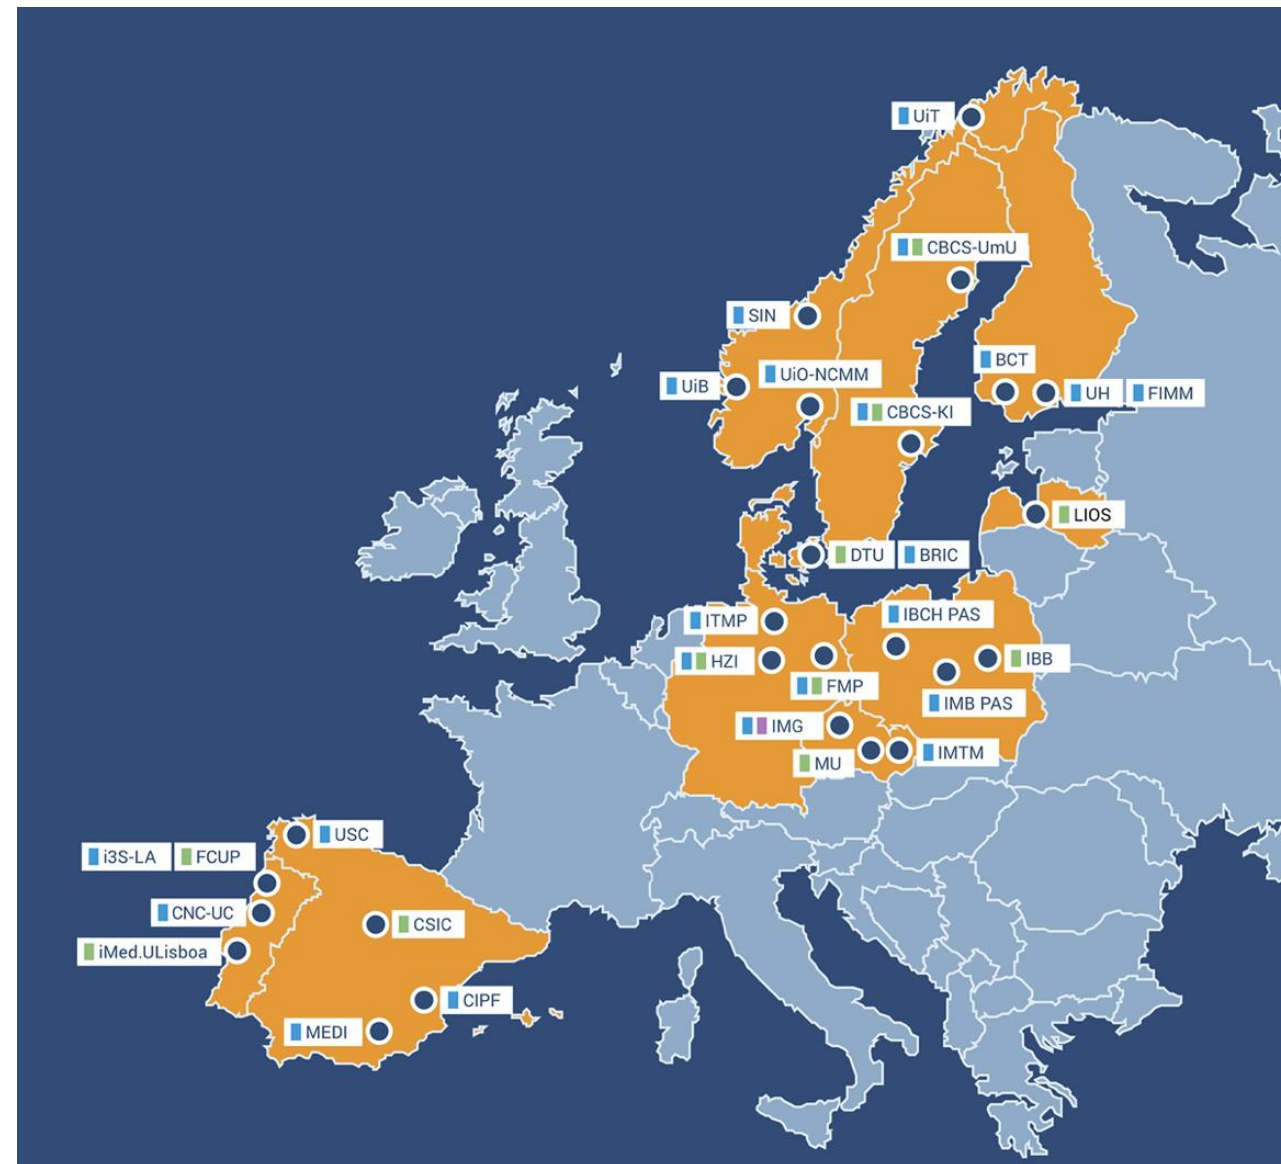 UiT
CBCS-UmU
SIN
BCT
UiB
UiO-NCMM
UH
FIMM
CBCS-KI
LIOS
DTU
BRIC
ITMP
IBCH PAS
HZI
IBB
FMP
IMB PAS
IMG
MU
IMTM
USC
i3S-LA
FCUP
CNC-UC
CSIC
iMed.ULisboa
CIPF
MEDI